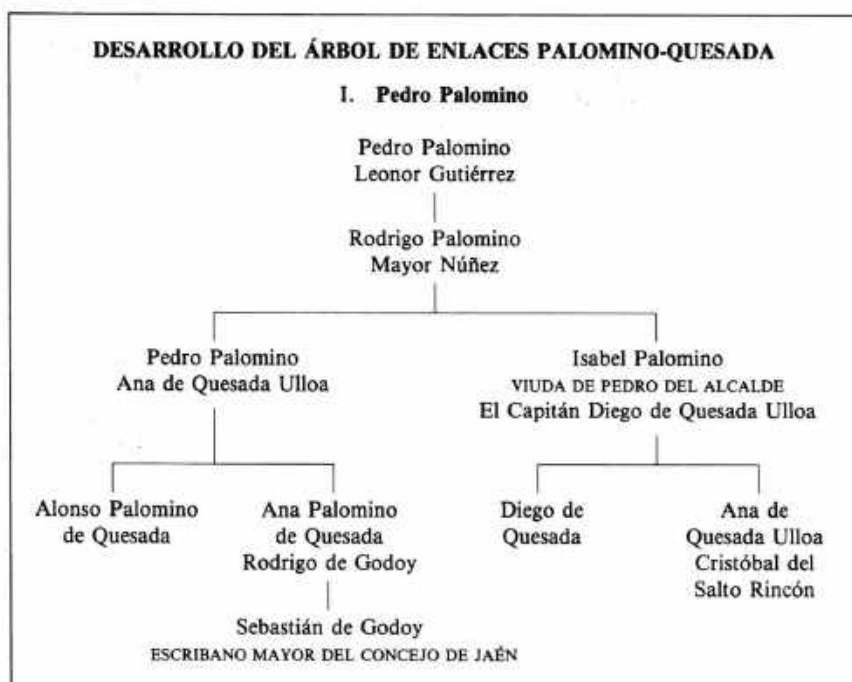 DESARROLLO DEL ÁRBOL DE ENLACES PALOMINO-QUESADA
I. Pedro Palomino
Pedro Palomino
Leonor Gutiérrez
Rodrigo Palomino
Mayor Núñez
Pedro Palomino
Ana de Quesada Ulloa
Isabel Palomino
VIUDA DE PEDRO DEL ALCALDE
El Capitán Diego de Quesada Ulloa
Alonso Palomino
de Quesada
Ana Palomino
de Quesada
Rodrigo de Godoy
Diego de
Quesada
Ana de
Quesada Ulloa
Cristóbal del
Salto Rincón
Sebastián de Godoy
ESCRIBANO MAYOR DEL CONCEJO DE JAÉN